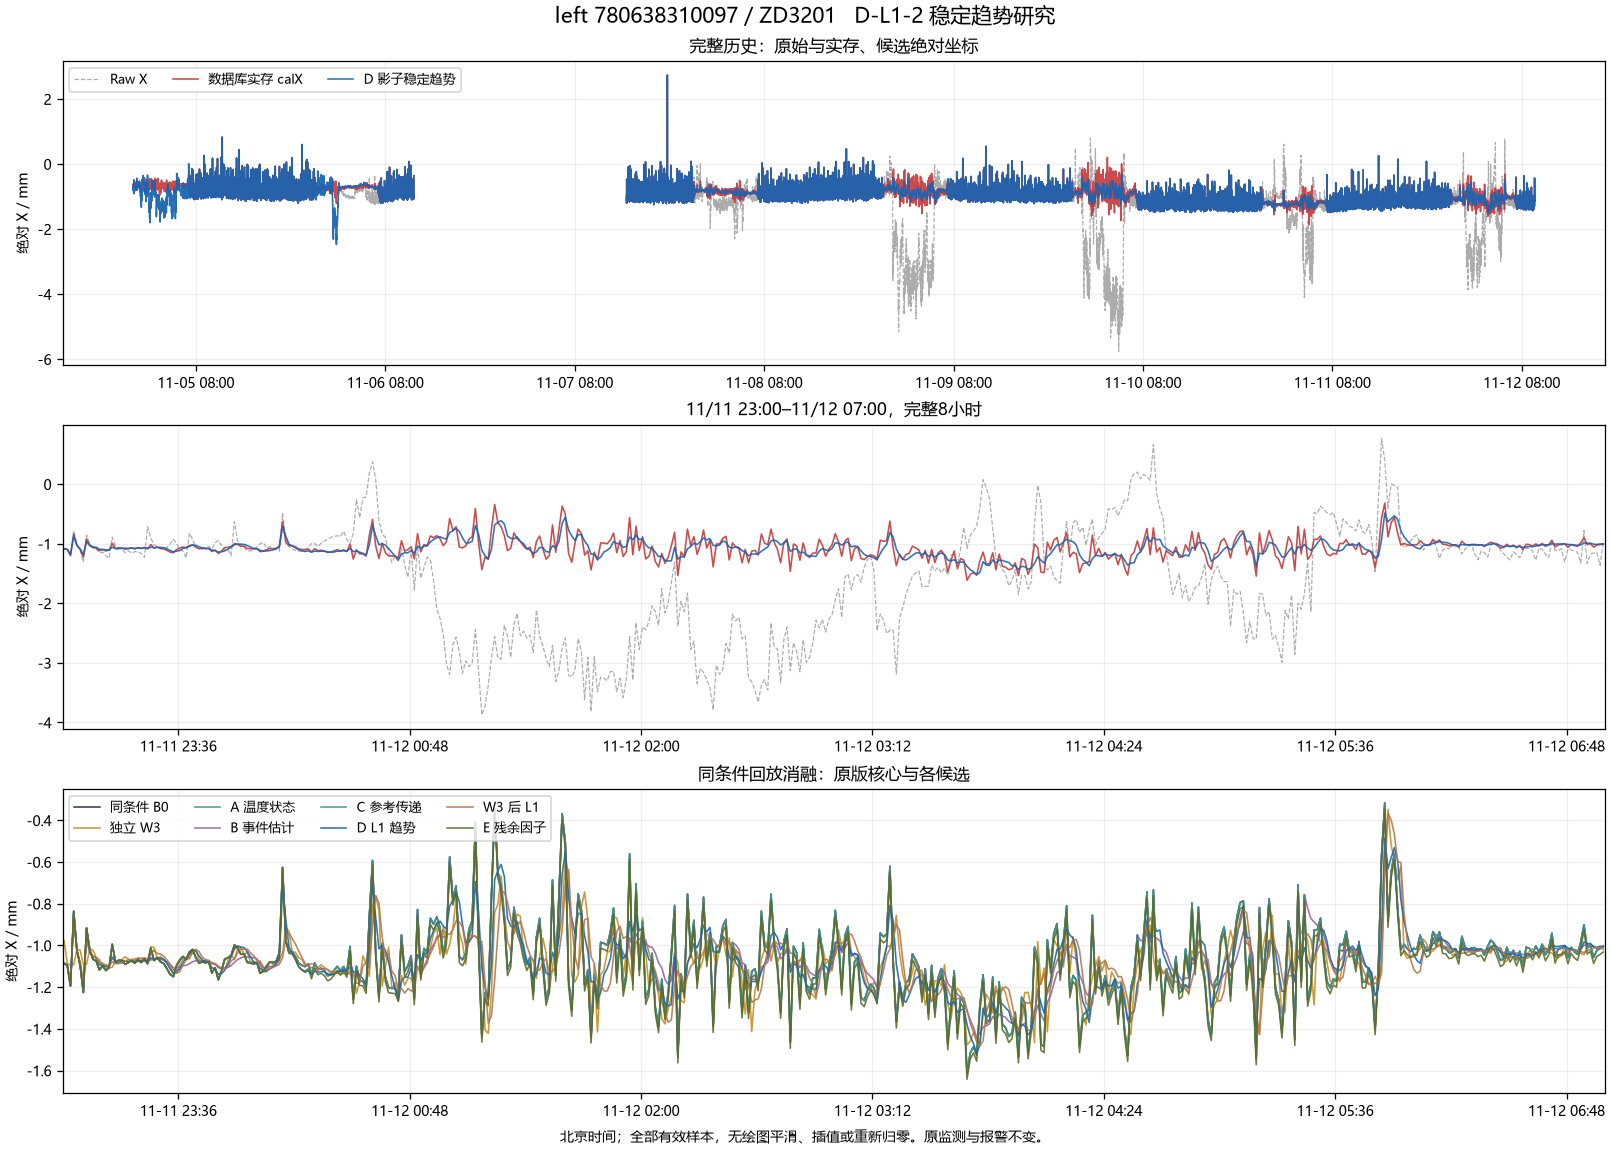 left 780638310097 / ZD3201   D-L1-2 稳定趋势研究
完整历史：原始与实存、候选绝对坐标
Raw X
数据库实存 calX
D 影子稳定趋势
绝对 X / mm
2
0
-2
-4
-6
11-05 08:00
11-06 08:00
11-07 08:00
11-08 08:00
11-09 08:00
11-10 08:00
11-11 08:00
11-12 08:00
11/11 23:00–11/12 07:00，完整8小时
绝对 X / mm
0
-1
-2
-3
-4
11-11 23:36
11-12 00:48
11-12 02:00
11-12 03:12
11-12 04:24
11-12 05:36
11-12 06:48
同条件回放消融：原版核心与各候选
同条件 B0
A 温度状态
C 参考传递
W3 后 L1
独立 W3
B 事件估计
D L1 趋势
E 残余因子
绝对 X / mm
-0.4
-0.6
-0.8
-1.0
-1.2
-1.4
-1.6
11-11 23:36
11-12 00:48
11-12 02:00
11-12 03:12
11-12 04:24
11-12 05:36
11-12 06:48
北京时间；全部有效样本，无绘图平滑、插值或重新归零。原监测与报警不变。